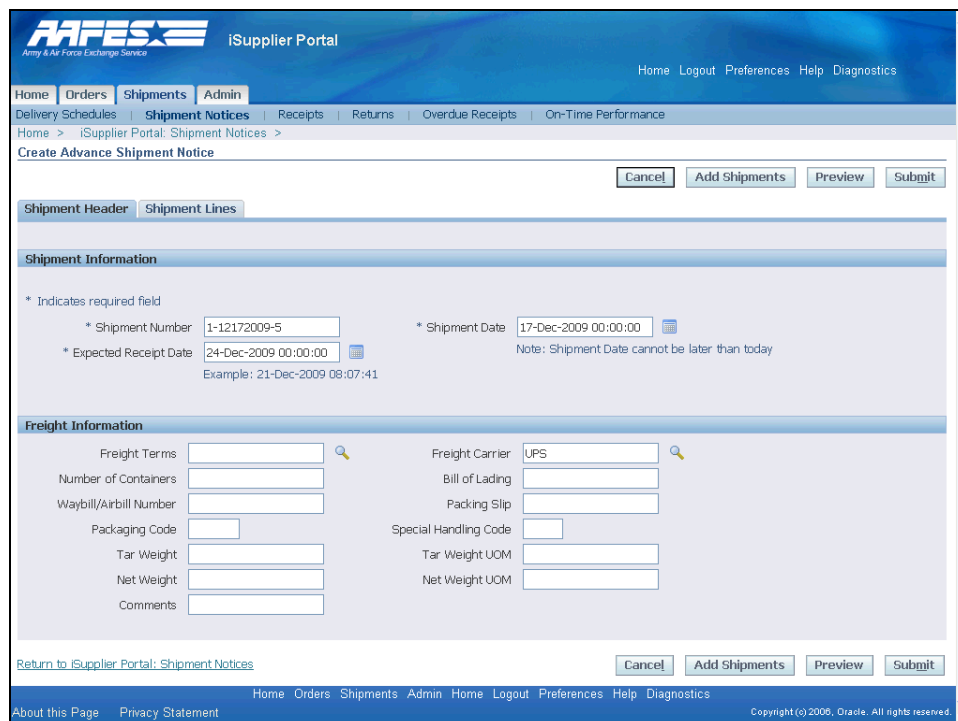 AAFES
Army & Air Force Exchange Service
iSupplier Portal
Home Logout Preferences Help Diagnostics
Home Orders Shipments Admin
Delivery Schedules | Shipment Notices | Receipts | Returns | Overdue Receipts | On-Time Performance
Home > iSupplier Portal: Shipment Notices >
Create Advance Shipment Notice
Cancel Add Shipments Preview Submit
Shipment Header Shipment Lines
Shipment Information
* Indicates required field
* Shipment Number 1-12172009-5 * Shipment Date 17-Dec-2009 00:00:00
* Expected Receipt Date 24-Dec-2009 00:00:00 Note: Shipment Date cannot be later than today
Example: 21-Dec-2009 08:07:41
Freight Information
Freight Terms Freight Carrier UPS
Number of Containers Bill of Lading
Waybill/Airbill Number Packing Slip
Packaging Code Special Handling Code
Tar Weight Tar Weight UOM
Net Weight Net Weight UOM
Comments
Return to iSupplier Portal: Shipment Notices Cancel Add Shipments Preview Submit
Home Orders Shipments Admin Home Logout Preferences Help Diagnostics
About this Page Privacy Statement Copyright (c) 2006, Oracle. All rights reserved.